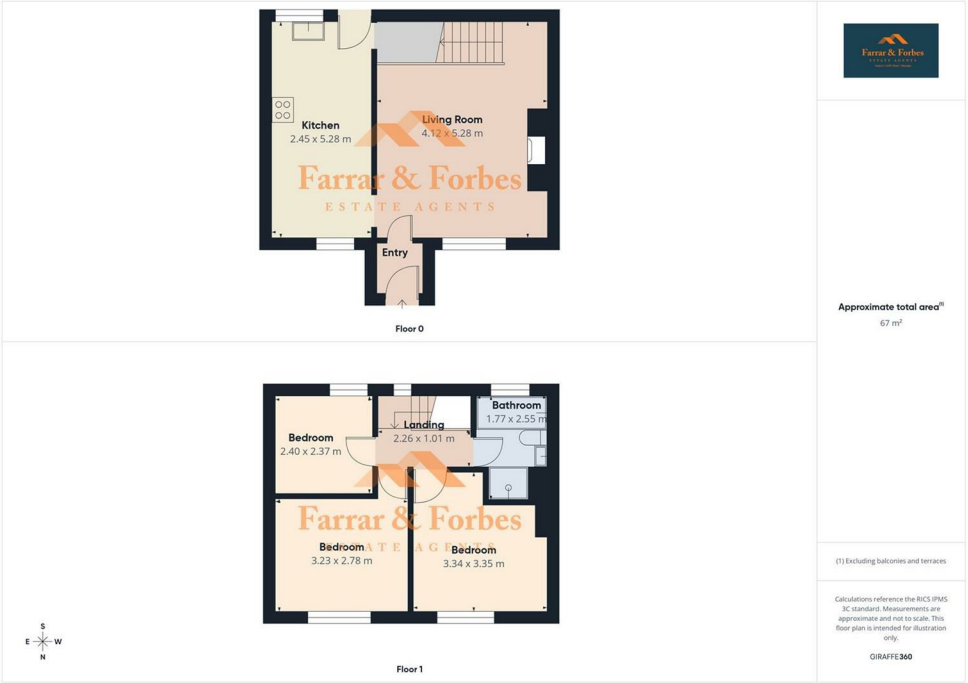 Kitchen
2.45 x 5.28 m
Living Room
4.12 x 5.28 m
Farrar & Forbes
ESTATE AGENTS
Entry
Floor 0
Bedroom
2.40 x 2.37 m
Landing
2.26 x 1.01 m
Bathroom
1.77 x 2.55 m
Farrar & Forbes
ESTATE AGENTS
Bedroom
3.23 x 2.78 m
Bedroom
3.34 x 3.35 m
S
E W
N
Floor 1
Farrar & Forbes
ESTATE AGENTS
Approximate total area(1)
67 m²
(1) Excluding balconies and terraces
Calculations reference the RICS IPMS
3C standard. Measurements are
approximate and not to scale. This
floor plan is intended for illustration
only.
GIRAFFE360